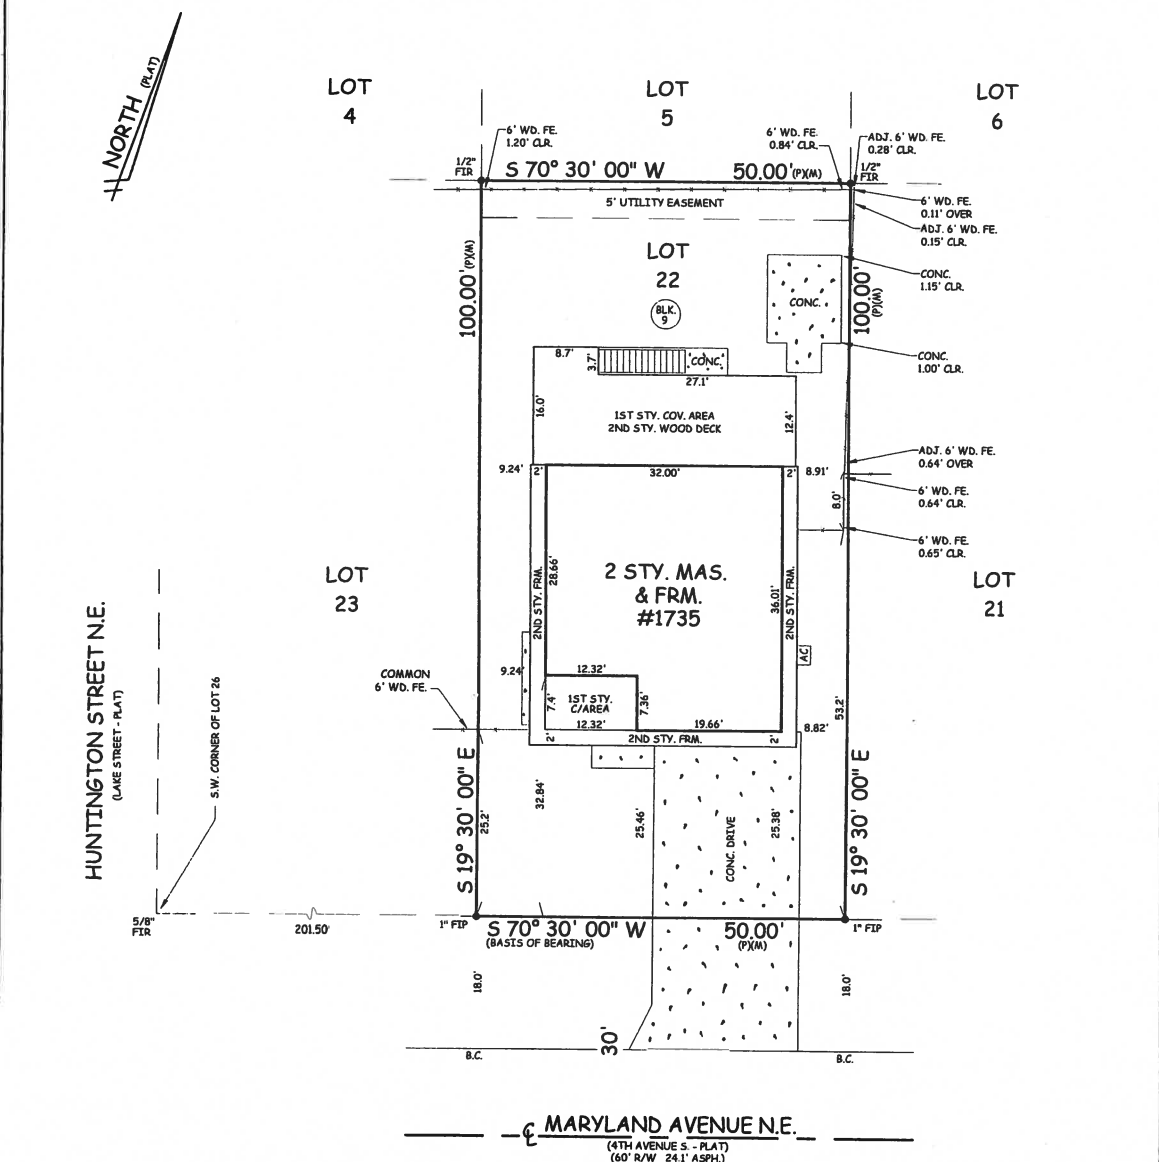 NORTH (PLAT)
LOT
4
LOT
5
LOT
6
6' WD. FE.
1.20' CLR.
6' WD. FE.
0.84' CLR.
ADJ. 6' WD. FE.
0.28' CLR.
1/2"
FIR
S 70° 30' 00" W
50.00' (P)(M)
1/2"
FIR
5' UTILITY EASEMENT
6' WD. FE.
0.11' OVER
ADJ. 6' WD. FE.
0.15' CLR.
100.00' (P)(M)
LOT
22
BLK.
9
CONC.
100.00'
(P)(M)
CONC.
1.15' CLR.
CONC.
1.00' CLR.
8.7'
3.7'
CONC.
27.1'
16.0'
1ST STY. COV. AREA
2ND STY. WOOD DECK
12.4'
ADJ. 6' WD. FE.
0.64' OVER
9.24'
2'
32.00'
2'
8.91'
8.0'
6' WD. FE.
0.64' CLR.
6' WD. FE.
0.65' CLR.
LOT
23
2ND STY. FRM.
28.66'
2 STY. MAS.
& FRM.
#1735
36.01'
2ND STY. FRM.
LOT
21
HUNTINGTON STREET N.E.
(LAKE STREET - PLAT)
S.W. CORNER OF LOT 26
COMMON
6' WD. FE.
9.24'
12.32'
AC
7.4'
1ST STY.
C/AREA
7.36'
12.32'
19.66'
53.2'
8.82'
2'
2ND STY. FRM.
2'
S 19° 30' 00" E
25.2'
32.84'
25.46'
CONC. DRIVE
25.38'
S 19° 30' 00" E
5/8"
FIR
201.50'
1" FIP
S 70° 30' 00" W
(BASIS OF BEARING)
50.00'
(P)(M)
1" FIP
18.0'
18.0'
30'
B.C.
B.C.
℄ MARYLAND AVENUE N.E.
(4TH AVENUE S. - PLAT)
(60' R/W 24.1' ASPH.)